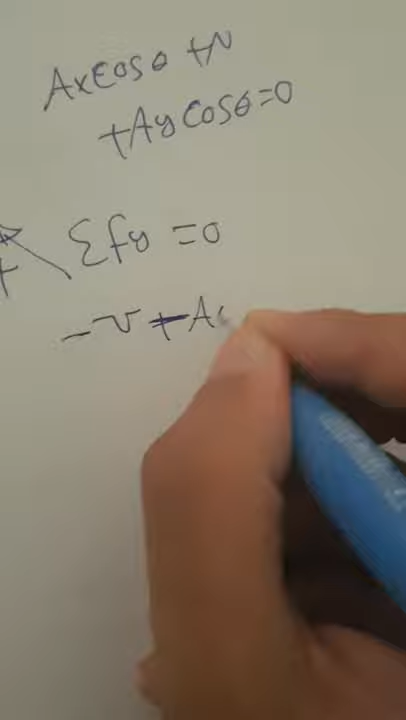 Axcosθ +N
+AyCosθ=0
Σfy =0
-V + A